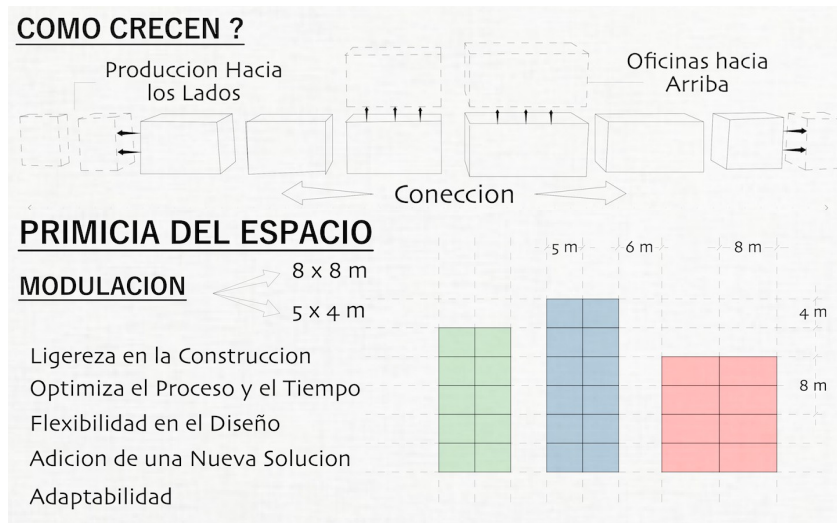 COMO CRECEN ?
Produccion Hacia
los Lados
Oficinas hacia
Arriba
Coneccion
PRIMICIA DEL ESPACIO
MODULACION
8 x 8 m
5 x 4 m
Ligereza en la Construccion
Optimiza el Proceso y el Tiempo
Flexibilidad en el Diseño
Adicion de una Nueva Solucion
Adaptabilidad
5 m
6 m
8 m
4 m
8 m